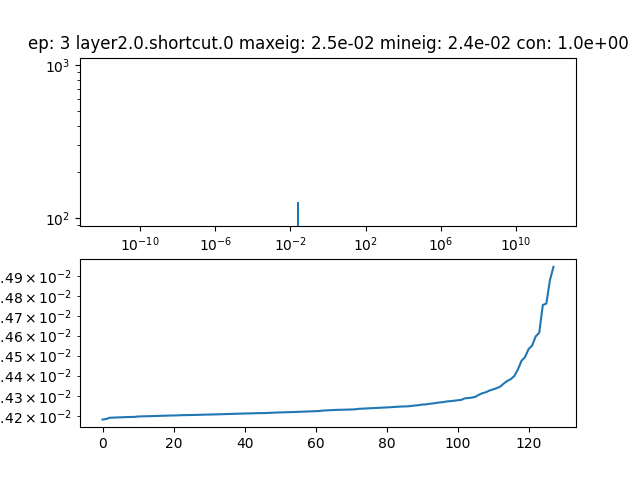 ep: 3 layer2.0.shortcut.0 maxeig: 2.5e-02 mineig: 2.4e-02 con: 1.0e+00
10³
10²
10⁻¹⁰ 10⁻⁶ 10⁻² 10² 10⁶ 10¹⁰
.49 × 10⁻²
.48 × 10⁻²
.47 × 10⁻²
.46 × 10⁻²
.45 × 10⁻²
.44 × 10⁻²
.43 × 10⁻²
.42 × 10⁻²
0 20 40 60 80 100 120